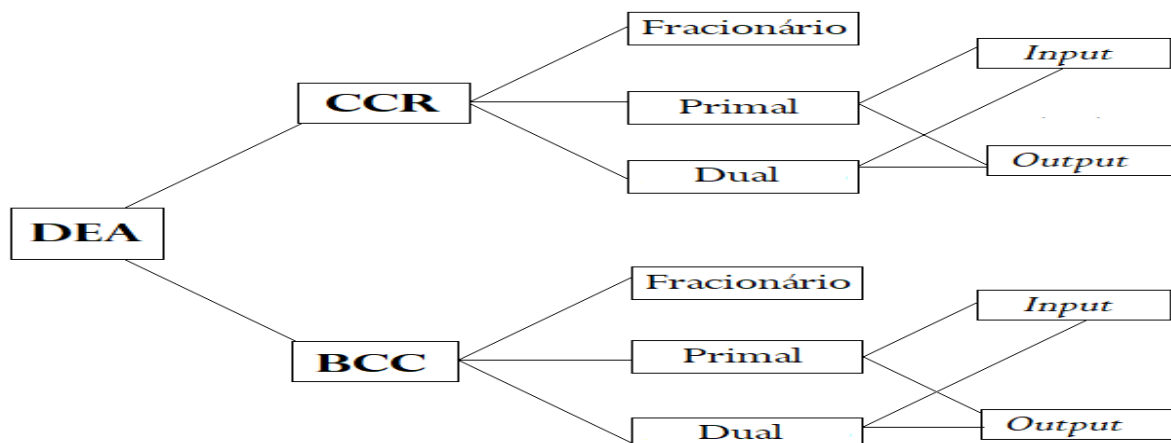 Fracionário
Input
CCR
Primal
Output
Dual
DEA
Fracionário
Input
BCC
Primal
Output
Dual